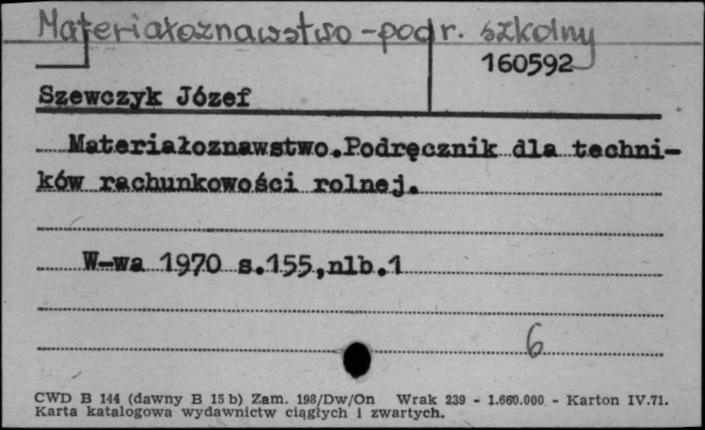 Materiałoznawstwo - podr. szkolny
160592
Szewczyk Józef
Materiałoznawstwo.Podręcznik dla techni-
ków rachunkowości rolnej.
W-wa 1970 s.155,nlb.1
6
CWD B 144 (dawny B 15 b) Zam. 198/Dw/On Wrak 239 - 1.660.000 - Karton IV.71.
Karta katalogowa wydawnictw ciągłych i zwartych.